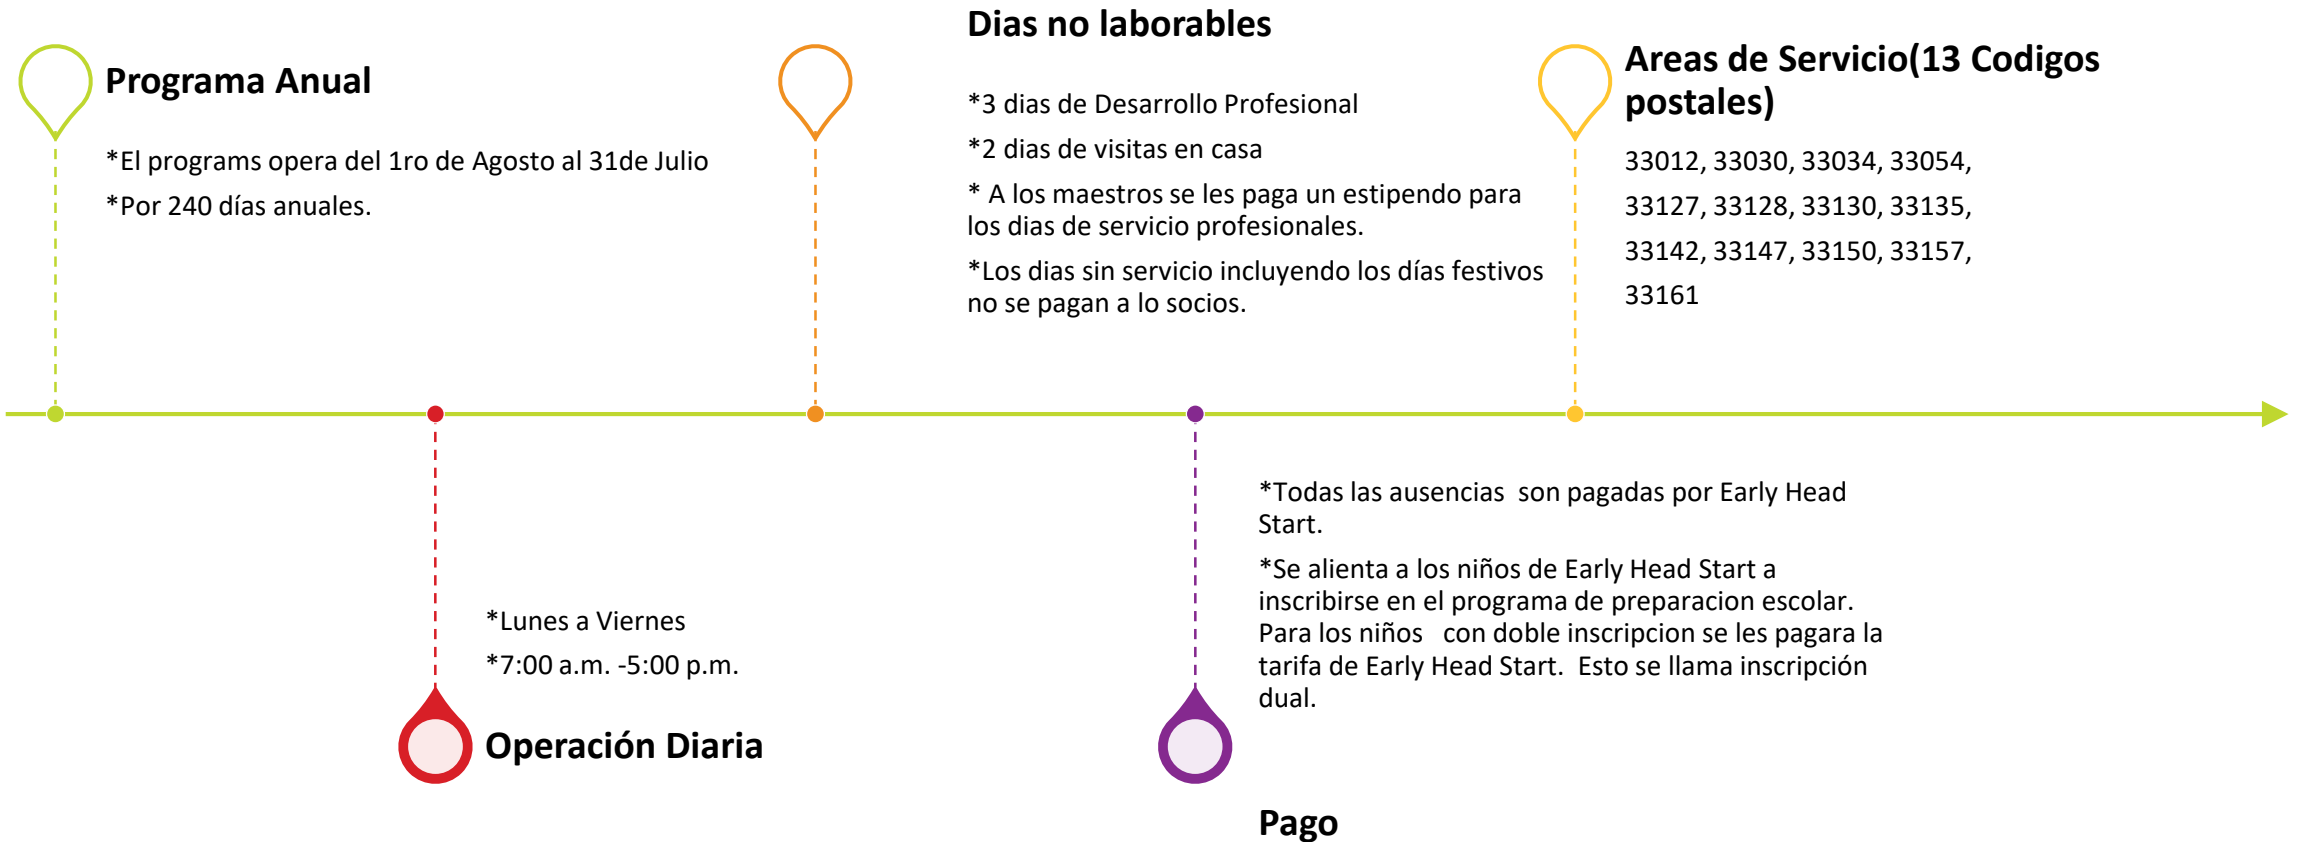 Programa Anual
*El programs opera del 1ro de Agosto al 31de Julio
*Por 240 días anuales.
*Lunes a Viernes
*7:00 a.m. -5:00 p.m.
Operación Diaria
Dias no laborables
*3 dias de Desarrollo Profesional
*2 dias de visitas en casa
* A los maestros se les paga un estipendo para
los dias de servicio profesionales.
*Los dias sin servicio incluyendo los días festivos
no se pagan a lo socios.
*Todas las ausencias  son pagadas por Early Head
Start.
*Se alienta a los niños de Early Head Start a
inscribirse en el programa de preparacion escolar.
Para los niños   con doble inscripcion se les pagara la
tarifa de Early Head Start.  Esto se llama inscripción
dual.
Pago
Areas de Servicio(13 Codigos
postales)
33012, 33030, 33034, 33054,
33127, 33128, 33130, 33135,
33142, 33147, 33150, 33157,
33161